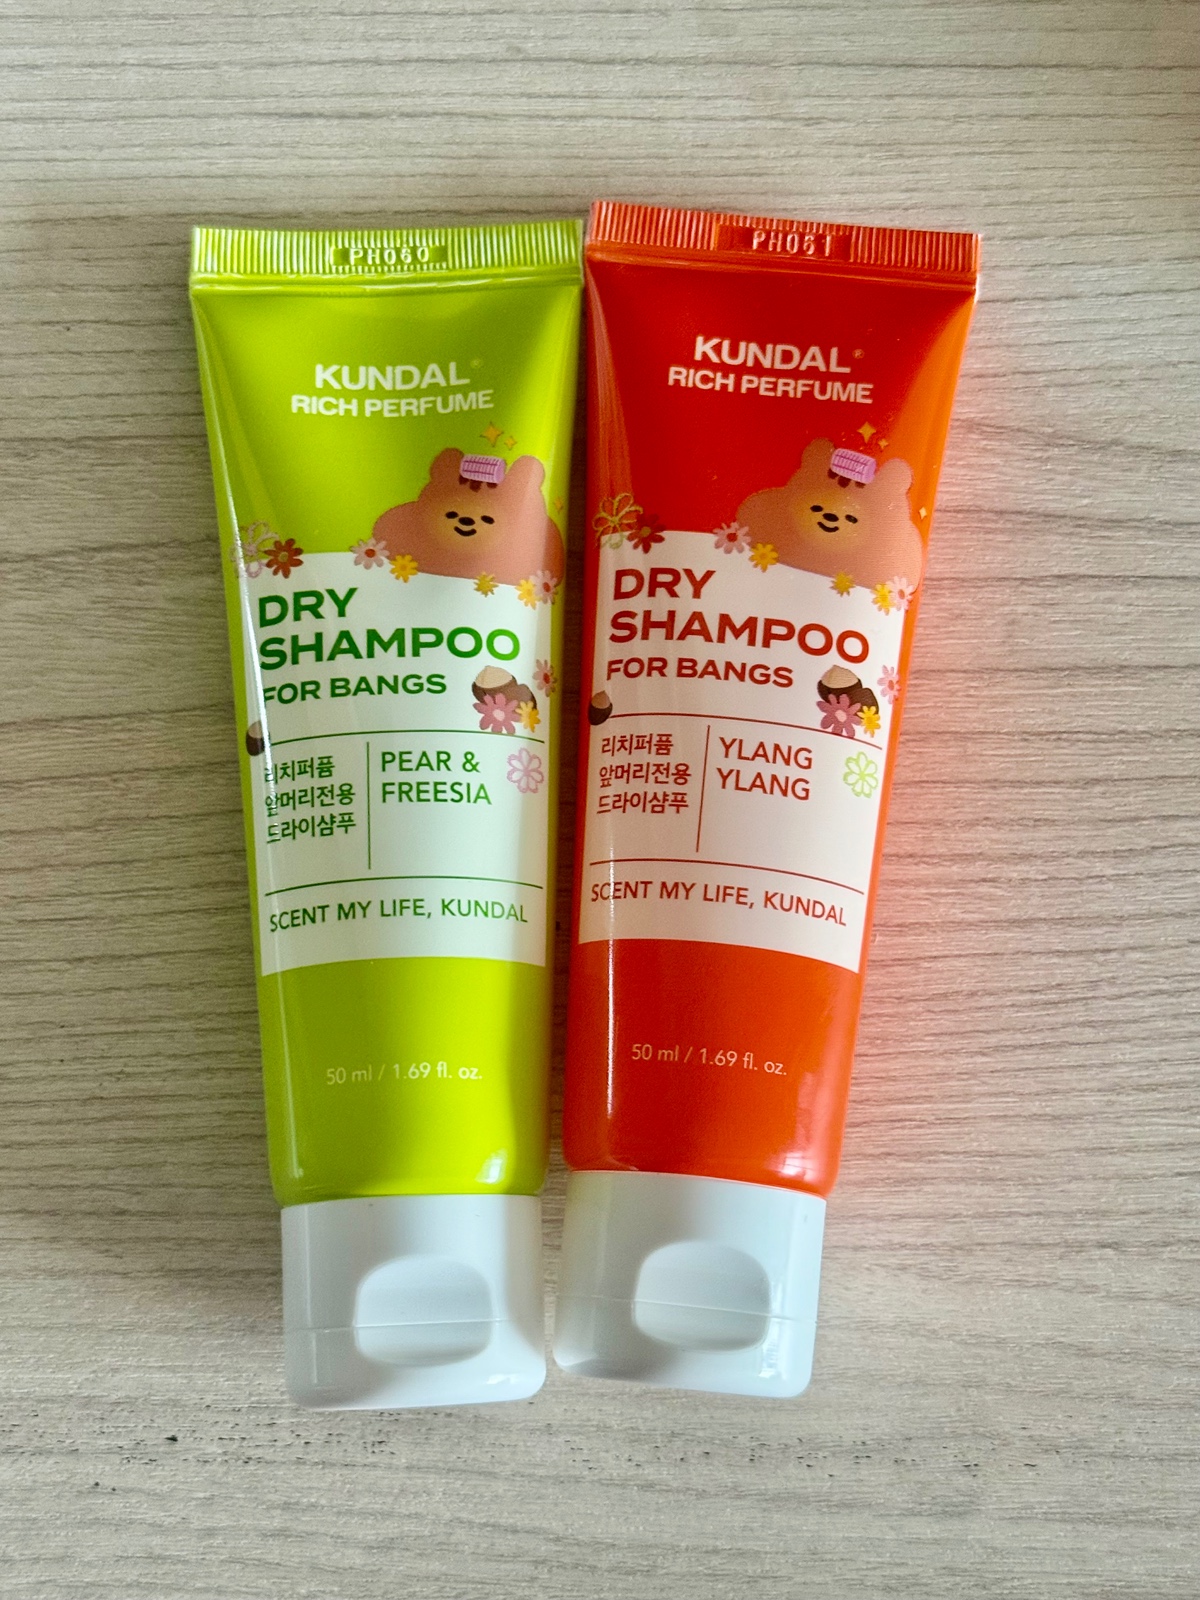 PH060
KUNDAL®
RICH PERFUME
DRY
SHAMPOO
FOR BANGS
리치퍼퓸
앞머리전용
드라이샴푸
PEAR &
FREESIA
SCENT MY LIFE, KUNDAL
50 ml / 1.69 fl. oz.
PH061
KUNDAL®
RICH PERFUME
DRY
SHAMPOO
FOR BANGS
리치퍼퓸
앞머리전용
드라이샴푸
YLANG
YLANG
SCENT MY LIFE, KUNDAL
50 ml / 1.69 fl. oz.